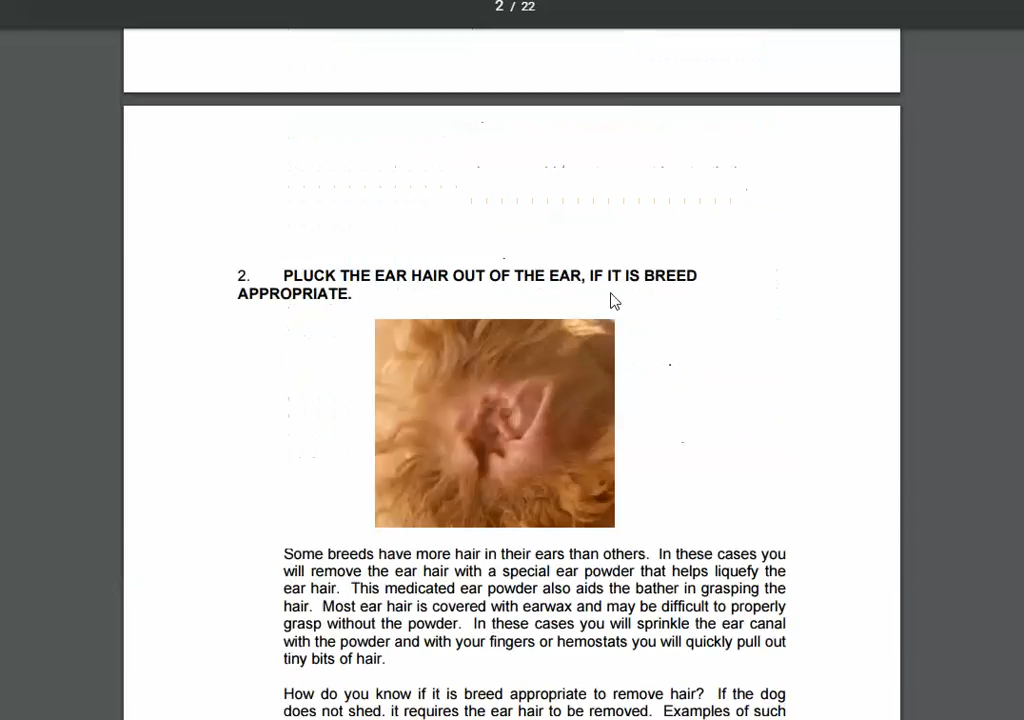 2 / 22
2. PLUCK THE EAR HAIR OUT OF THE EAR, IF IT IS BREED
APPROPRIATE.
Some breeds have more hair in their ears than others. In these cases you
will remove the ear hair with a special ear powder that helps liquefy the
ear hair. This medicated ear powder also aids the bather in grasping the
hair. Most ear hair is covered with earwax and may be difficult to properly
grasp without the powder. In these cases you will sprinkle the ear canal
with the powder and with your fingers or hemostats you will quickly pull out
tiny bits of hair.
How do you know if it is breed appropriate to remove hair? If the dog
does not shed, it requires the ear hair to be removed. Examples of such